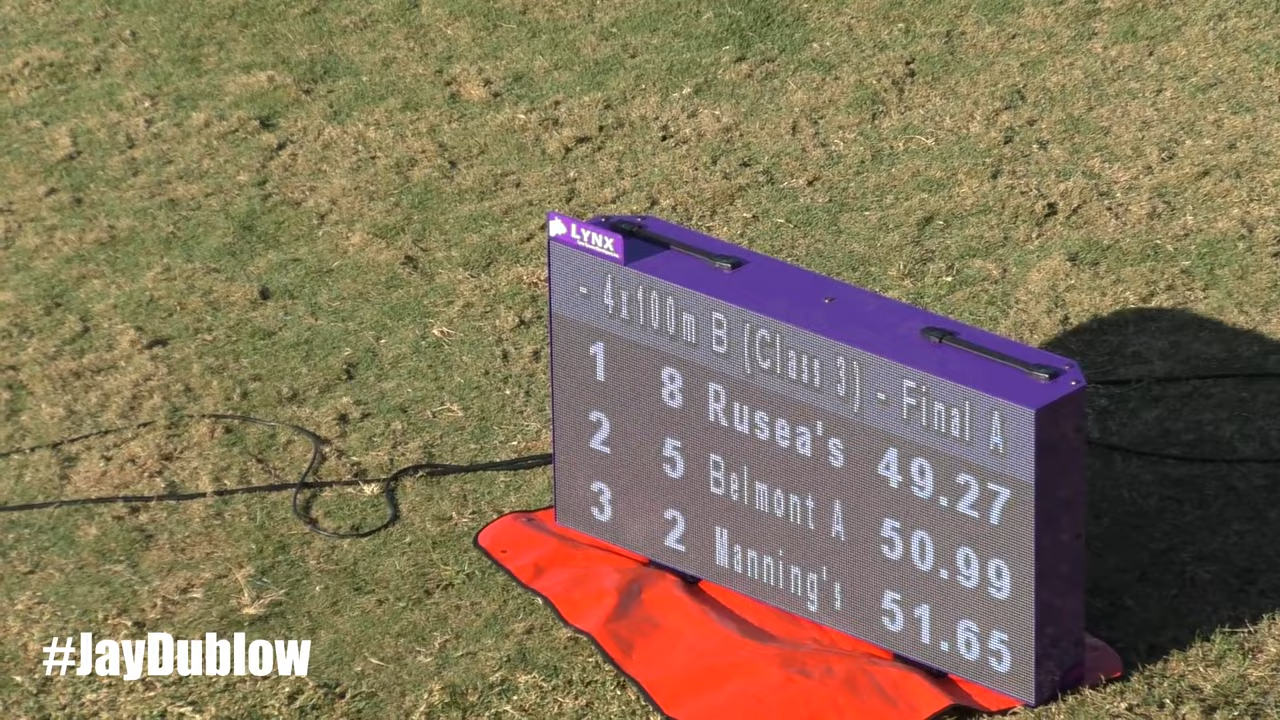 LYNX
- 4x100m B (Class 3) - Final A
1 8 Rusea's 49.27
2 5 Belmont A 50.99
3 2 Manning's 51.65
#JayDublow